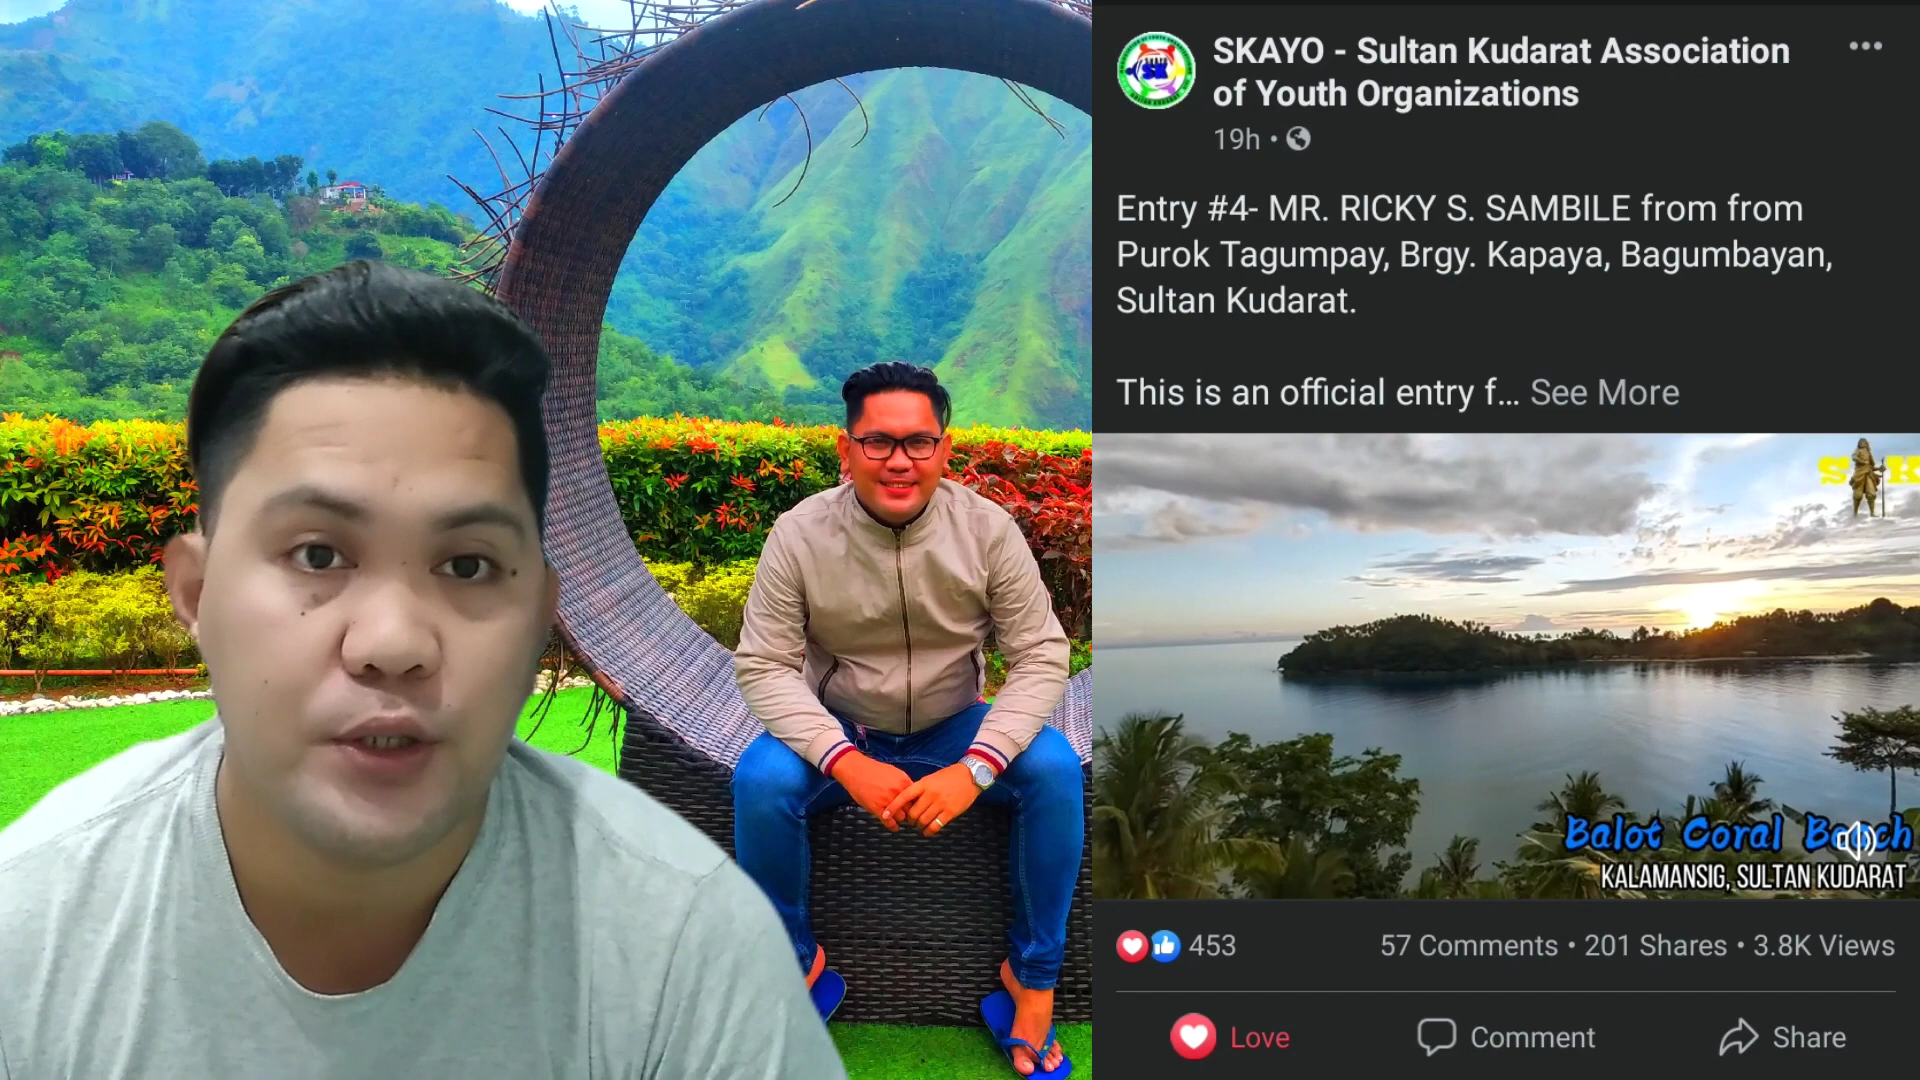 SKAYO - Sultan Kudarat Association
of Youth Organizations
19h •
Entry #4- MR. RICKY S. SAMBILE from from
Purok Tagumpay, Brgy. Kapaya, Bagumbayan,
Sultan Kudarat.
This is an official entry f... See More
S K
Balot Coral Beach
KALAMANSIG, SULTAN KUDARAT
453
57 Comments • 201 Shares • 3.8K Views
Love
Comment
Share